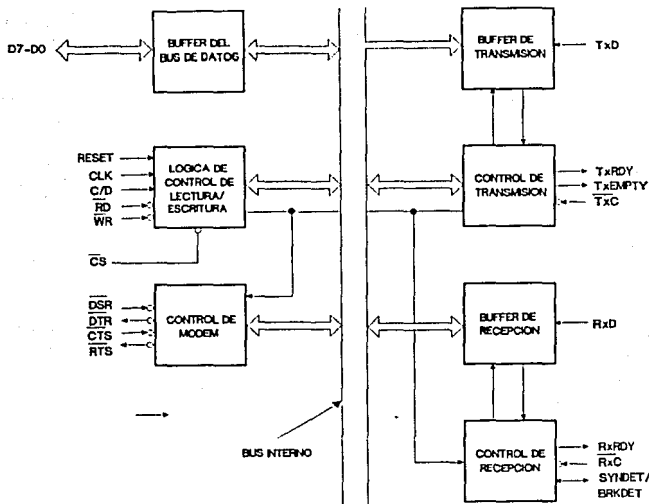 D7-D0
BUFFER DEL
BUS DE DATOG
BUFFER DE
TRANSMISION
TxD
RESET
CLK
C/D
RD
WR
CS
LOGICA DE
CONTROL DE
LECTURA/
ESCRITURA
CONTROL DE
TRANSMISION
TxRDY
TxEMPTY
TxC
DSR
DTR
CTS
RTS
CONTROL DE
MODEM
BUFFER DE
RECEPCION
RxD
BUS INTERNO
CONTROL DE
RECEPCION
RxRDY
RxC
SYNDET/
BRKDET